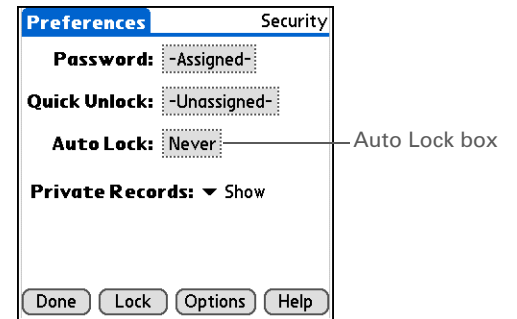 Preferences Security
Password: -Assigned-
Quick Unlock: -Unassigned-
Auto Lock: Never
Auto Lock box
Private Records: Show
Done Lock Options Help